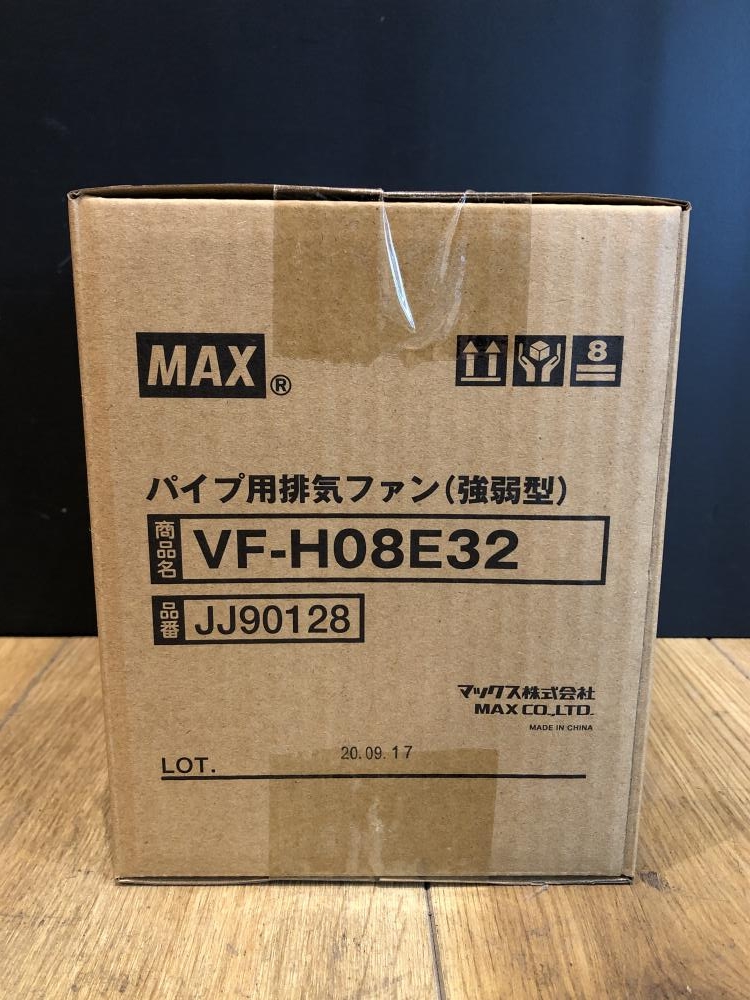 MAX®
8
パイプ用排気ファン(強弱型)
商品名 VF-H08E32
品番 JJ90128
マックス株式会社
MAX CO.,LTD.
MADE IN CHINA
20.09.17
LOT.